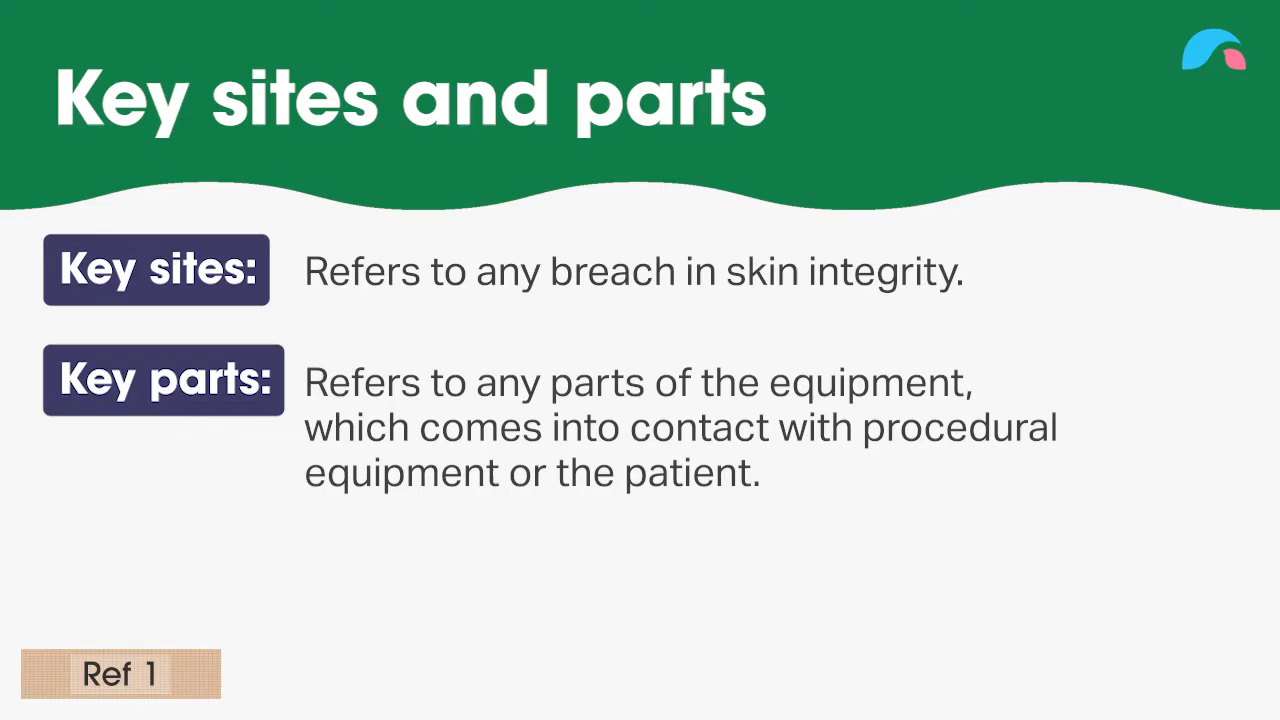 Key sites and parts
Key sites:
Refers to any breach in skin integrity.
Key parts:
Refers to any parts of the equipment,
which comes into contact with procedural
equipment or the patient.
Ref 1